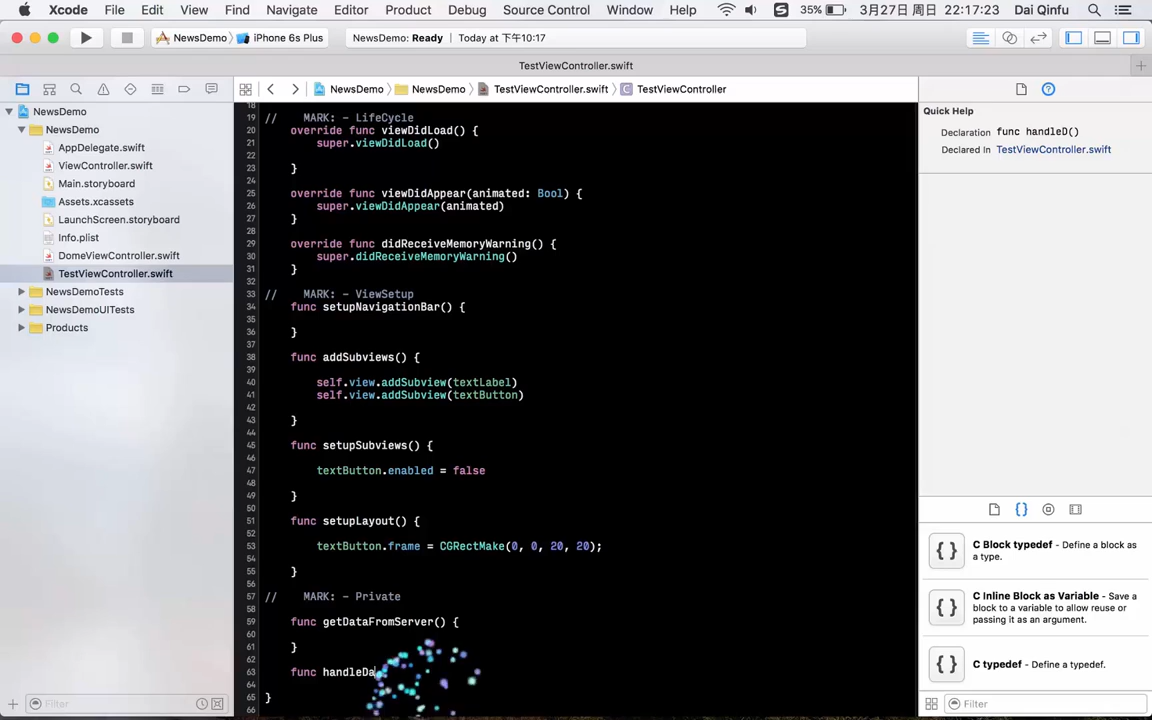 Xcode File Edit View Find Navigate Editor Product Debug Source Control Window Help 35% 3月27日 周日 22:17:23 Dai Qinfu
NewsDemo iPhone 6s Plus NewsDemo: Ready Today at 下午10:17
TestViewController.swift
NewsDemo NewsDemo TestViewController.swift C TestViewController
NewsDemo
NewsDemo
AppDelegate.swift
ViewController.swift
Main.storyboard
Assets.xcassets
LaunchScreen.storyboard
Info.plist
DomeViewController.swift
TestViewController.swift
NewsDemoTests
NewsDemoUITests
Products
Filter
18
19 // MARK: - LifeCycle
20 override func viewDidLoad() {
21 super.viewDidLoad()
22
23 }
24
25 override func viewDidAppear(animated: Bool) {
26 super.viewDidAppear(animated)
27 }
28
29 override func didReceiveMemoryWarning() {
30 super.didReceiveMemoryWarning()
31 }
32
33 // MARK: - ViewSetup
34 func setupNavigationBar() {
35
36 }
37
38 func addSubviews() {
39
40 self.view.addSubview(textLabel)
41 self.view.addSubview(textButton)
42
43 }
44
45 func setupSubviews() {
46
47 textButton.enabled = false
48
49 }
50
51 func setupLayout() {
52
53 textButton.frame = CGRectMake(0, 0, 20, 20);
54
55 }
56
57 // MARK: - Private
58
59 func getDataFromServer() {
60
61 }
62
63 func handleDa
64
65 }
66
Quick Help
Declaration func handleD()
Declared In TestViewController.swift
{ } C Block typedef - Define a block as
a type.
{ } C Inline Block as Variable - Save a
block to a variable to allow reuse or
passing it as an argument.
{ } C typedef - Define a typedef.
Filter